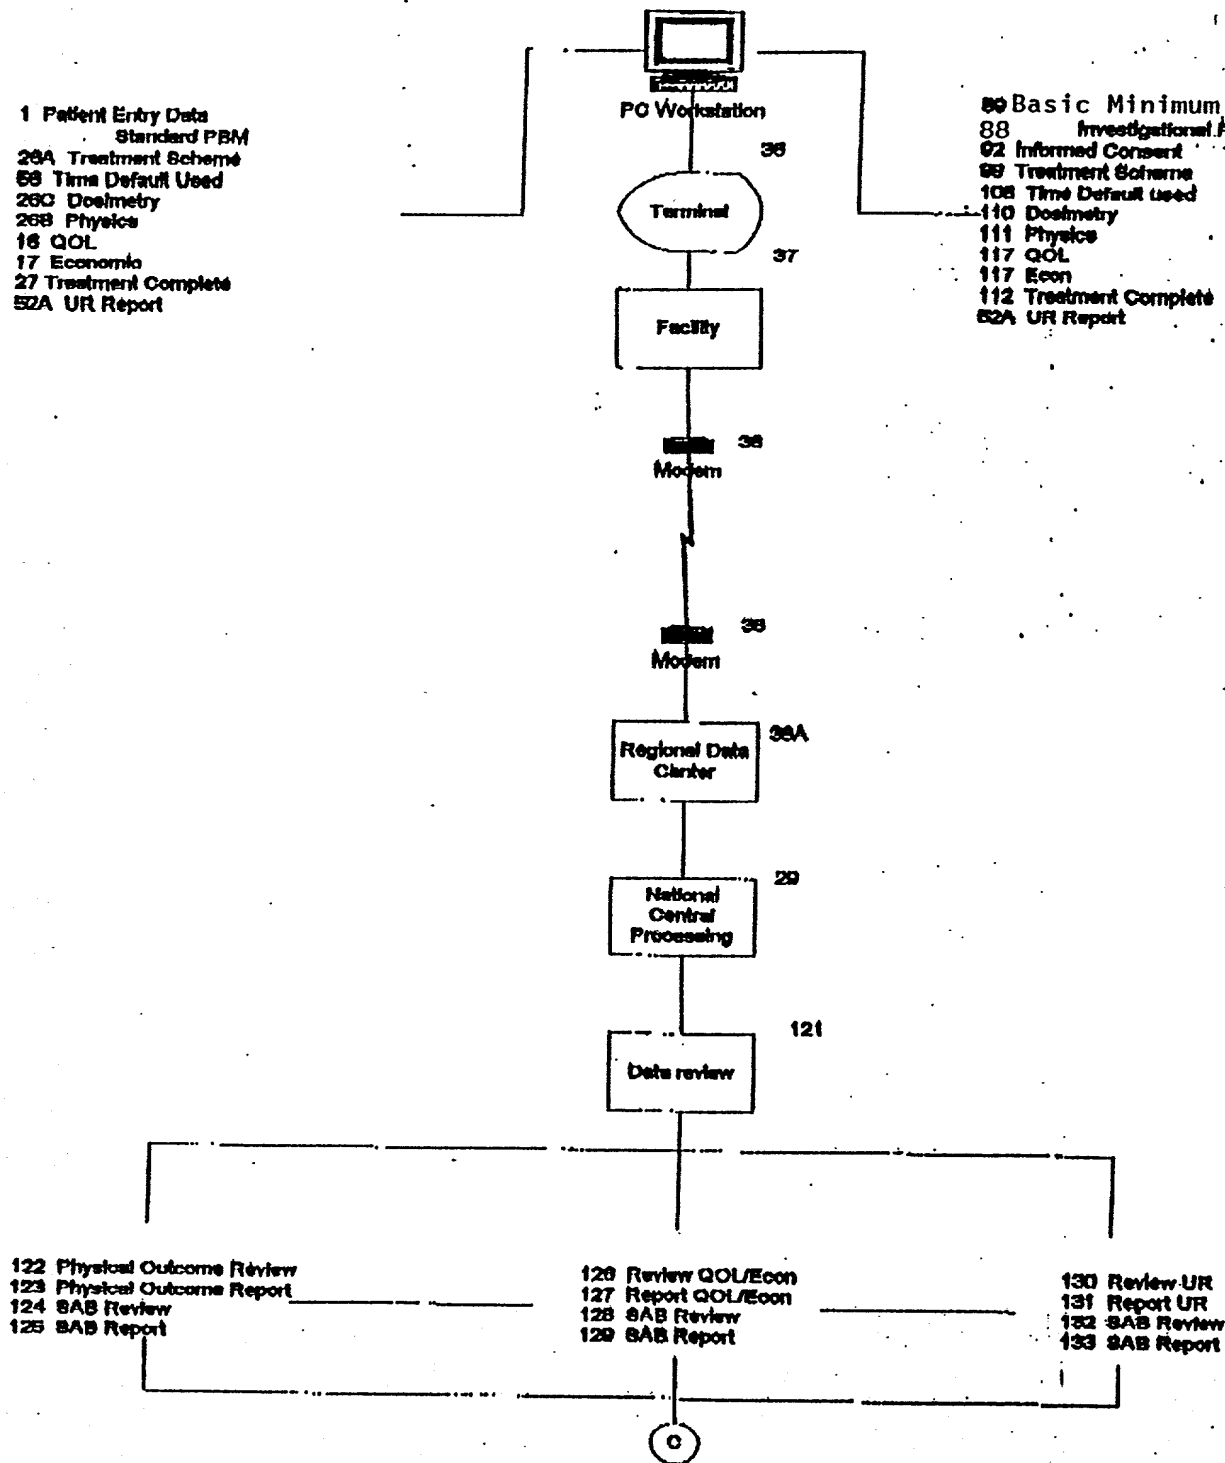 PC Workstation
1 Patient Entry Data
Standard PBM
26A Treatment Scheme
56 Time Default Used
26C Dosimetry
26B Physics
16 QOL
17 Economic
27 Treatment Complete
52A UR Report
Basic Minimum
88 Investigational
92 Informed Consent
99 Treatment Scheme
108 Time Default used
110 Dosimetry
111 Physics
117 QOL
117 Econ
112 Treatment Complete
52A UR Report
36
Terminal
37
Facility
38
Modem
38
Modem
38A
Regional Data
Center
29
National
Central
Processing
121
Data review
122 Physical Outcome Review
123 Physical Outcome Report
124 SAB Review
125 SAB Report
126 Review QOL/Econ
127 Report QOL/Econ
128 SAB Review
129 SAB Report
130 Review UR
131 Report UR
132 SAB Review
133 SAB Report
C